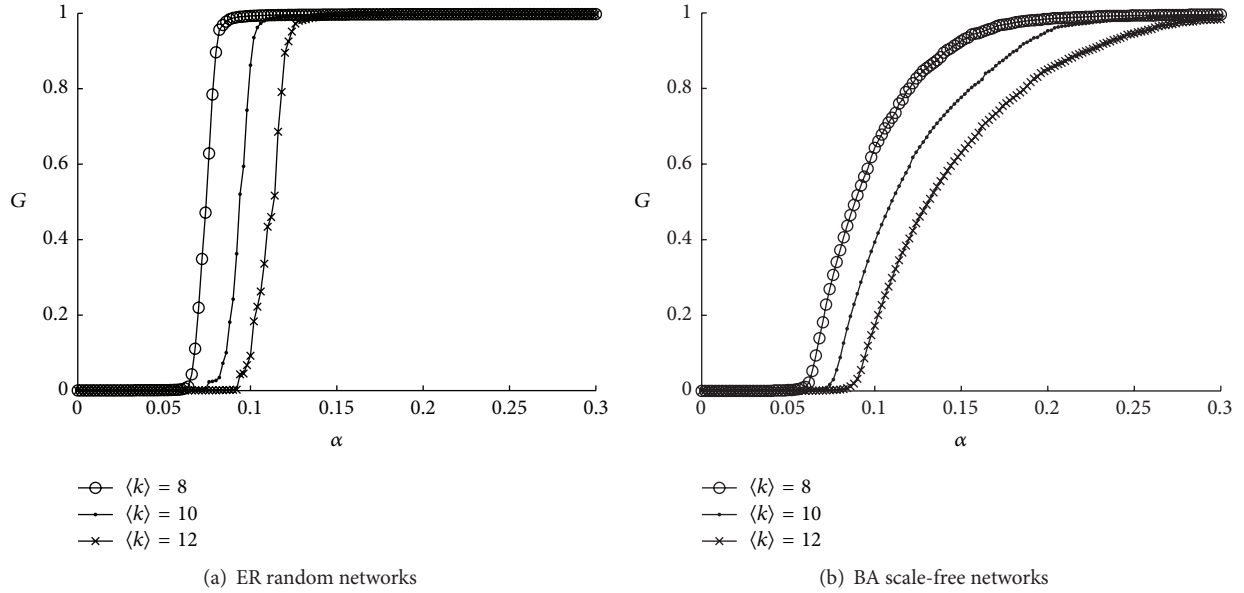 1
0.8
0.6
G
0.4
0.2
0
0
0.05
0.1
0.15
0.2
0.25
0.3
α
⟨k⟩ = 8
⟨k⟩ = 10
⟨k⟩ = 12
(a) ER random networks
1
0.8
0.6
G
0.4
0.2
0
0
0.05
0.1
0.15
0.2
0.25
0.3
α
⟨k⟩ = 8
⟨k⟩ = 10
⟨k⟩ = 12
(b) BA scale-free networks